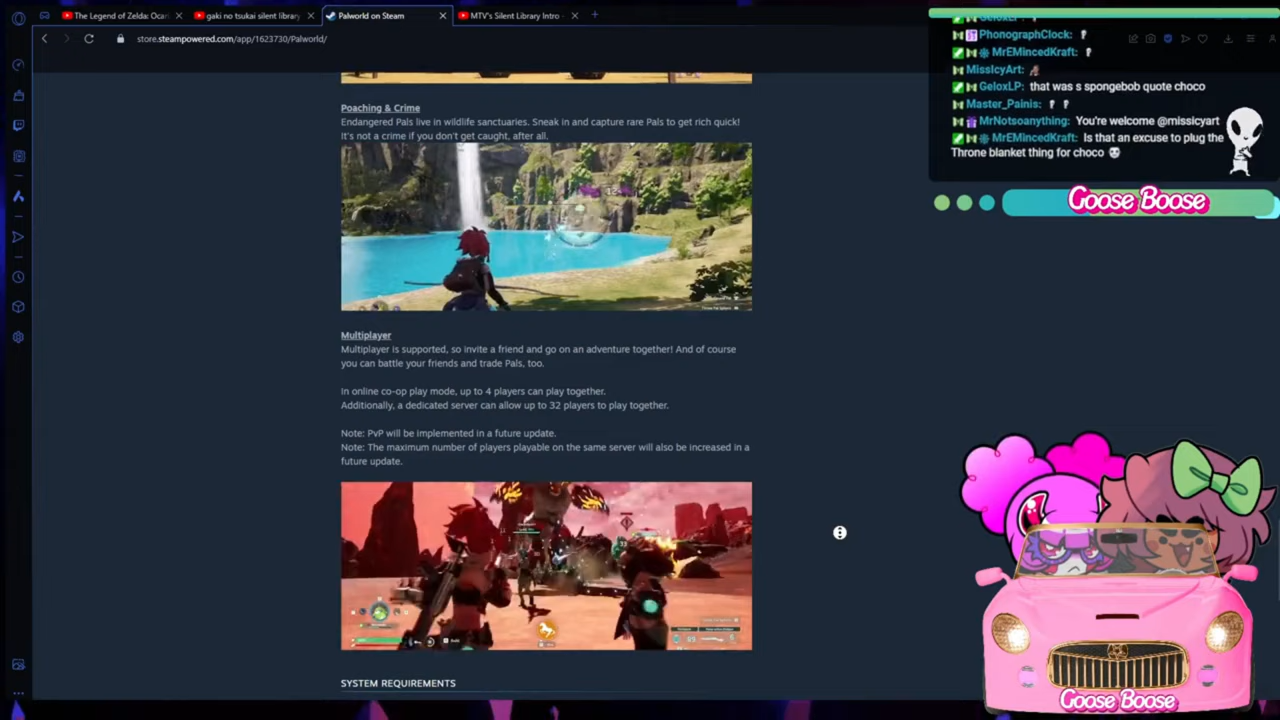 The Legend of Zelda: Ocari
gaki no tsukai silent library
Palworld on Steam
MTV's Silent Library Intro -
store.steampowered.com/app/1623730/Palworld/
Poaching & Crime
Endangered Pals live in wildlife sanctuaries. Sneak in and capture rare Pals to get rich quick!
It's not a crime if you don't get caught, after all.
Multiplayer
Multiplayer is supported, so invite a friend and go on an adventure together! And of course
you can battle your friends and trade Pals, too.
In online co-op play mode, up to 4 players can play together.
Additionally, a dedicated server can allow up to 32 players to play together.
Note: PvP will be implemented in a future update.
Note: The maximum number of players playable on the same server will also be increased in a
future update.
SYSTEM REQUIREMENTS
GeloxLP:
PhonographClock:
MrEMincedKraft:
MissIcyArt:
GeloxLP: that was s spongebob quote choco
Master_Painis:
MrNotsoanything: You're welcome @missicyart
MrEMincedKraft: Is that an excuse to plug the
Throne blanket thing for choco
Goose Boose
Goose Boose